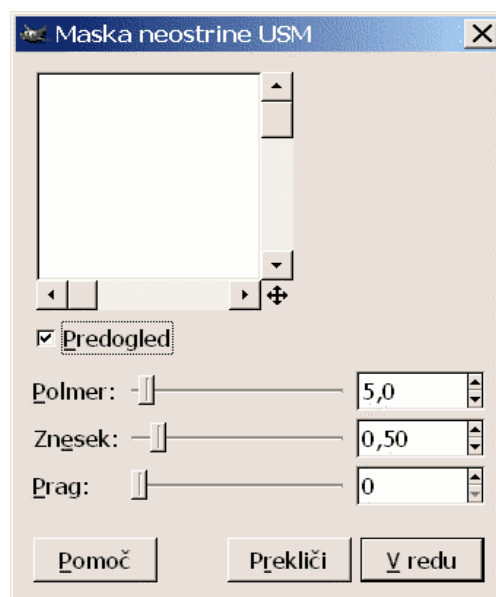 Maska neostrine USM
Predogled
Polmer: 5,0
Znesek: 0,50
Prag: 0
Pomoč Prekliči V redu